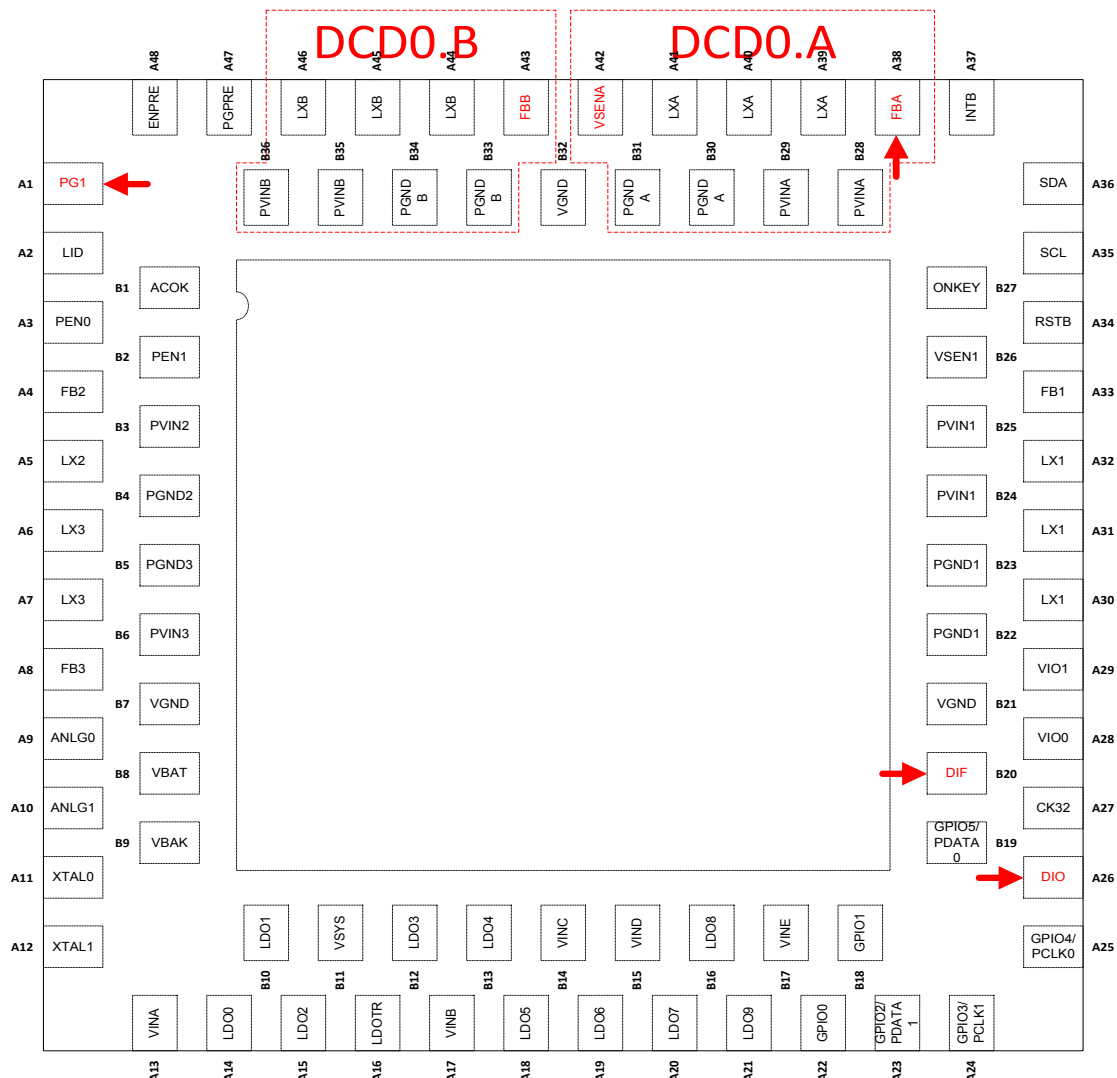 DCD0.B
DCD0.A
A48
A47
A46
A45
A44
A43
A42
A41
A40
A39
A38
A37
ENPRE
PGPRE
LXB
LXB
LXB
FBB
VSENA
LXA
LXA
LXA
FBA
INTB
B36
B35
B34
B33
B32
B31
B30
B29
B28
PVINB
PVINB
PGND
B
PGND
B
VGND
PGND
A
PGND
A
PVINA
PVINA
A1
PG1
SDA
A36
A2
LID
SCL
A35
B1
ACOK
ONKEY
B27
A3
PEN0
RSTB
A34
B2
PEN1
VSEN1
B26
A4
FB2
FB1
A33
B3
PVIN2
PVIN1
B25
A5
LX2
LX1
A32
B4
PGND2
PVIN1
B24
A6
LX3
LX1
A31
B5
PGND3
PGND1
B23
A7
LX3
LX1
A30
B6
PVIN3
PGND1
B22
A8
FB3
VIO1
A29
B7
VGND
VGND
B21
A9
ANLG0
VIO0
A28
B8
VBAT
DIF
B20
A10
ANLG1
CK32
A27
B9
VBAK
GPIO5/
PDATA
0
B19
A11
XTAL0
DIO
A26
A12
XTAL1
GPIO4/
PCLK0
A25
LDO1
VSYS
LDO3
LDO4
VINC
VIND
LDO8
VINE
GPIO1
B10
B11
B12
B13
B14
B15
B16
B17
B18
VINA
LDO0
LDO2
LDOTR
VINB
LDO5
LDO6
LDO7
LDO9
GPIO0
GPIO2/
PDATA
1
GPIO3/
PCLK1
A13
A14
A15
A16
A17
A18
A19
A20
A21
A22
A23
A24